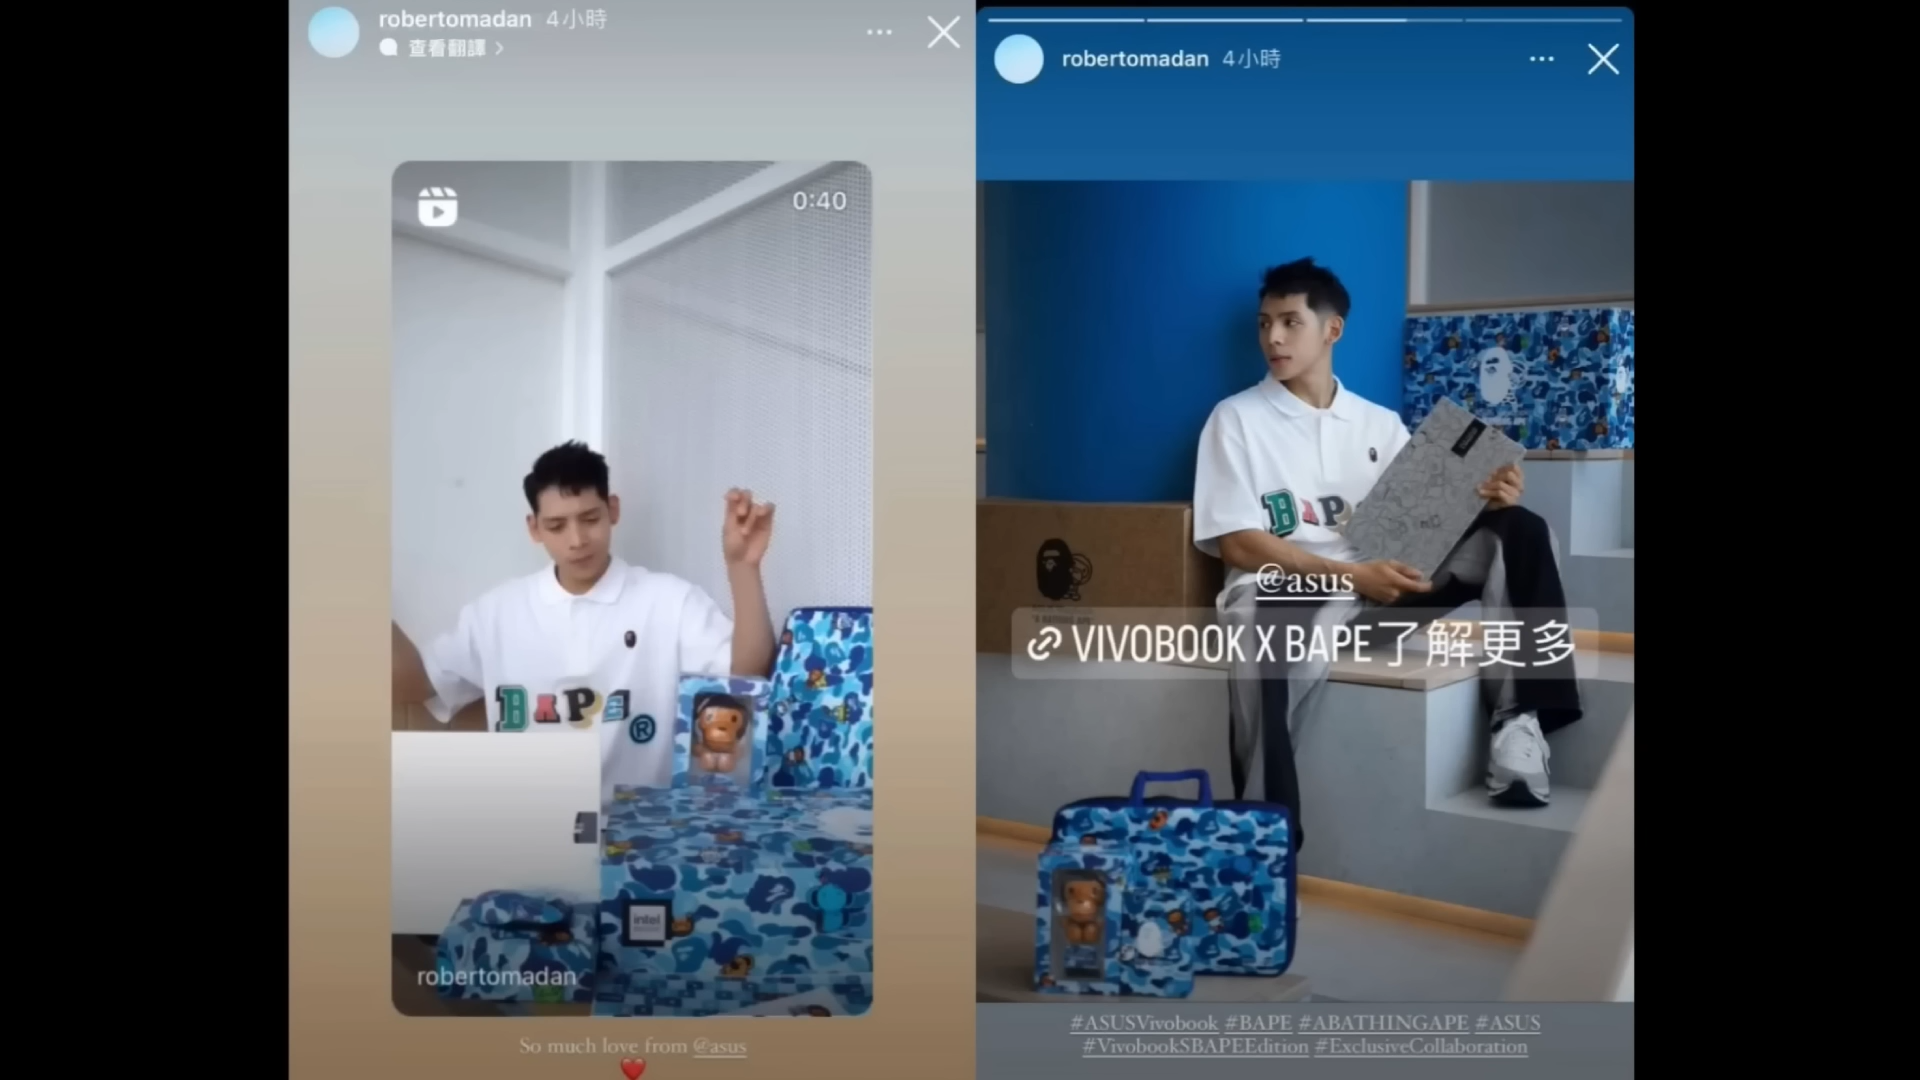 robertomadan 4小時
查看翻譯
0:40
BAPE®
intel
robertomadan
So much love from @asus
robertomadan 4小時
BAP
@asus
VIVOBOOK X BAPE了解更多
#ASUSVivobook #BAPE #ABATHINGAPE #ASUS
#VivobookSBAPEEdition #ExclusiveCollaboration